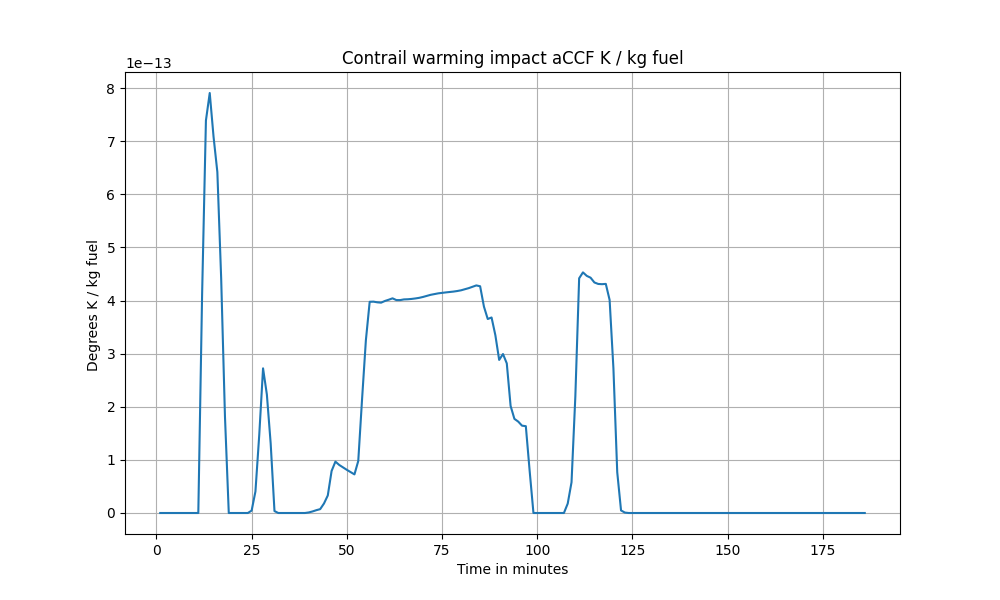 Contrail warming impact aCCF K / kg fuel
1e−13
8
7
6
5
4
3
2
1
0
Degrees K / kg fuel
0 25 50 75 100 125 150 175
Time in minutes